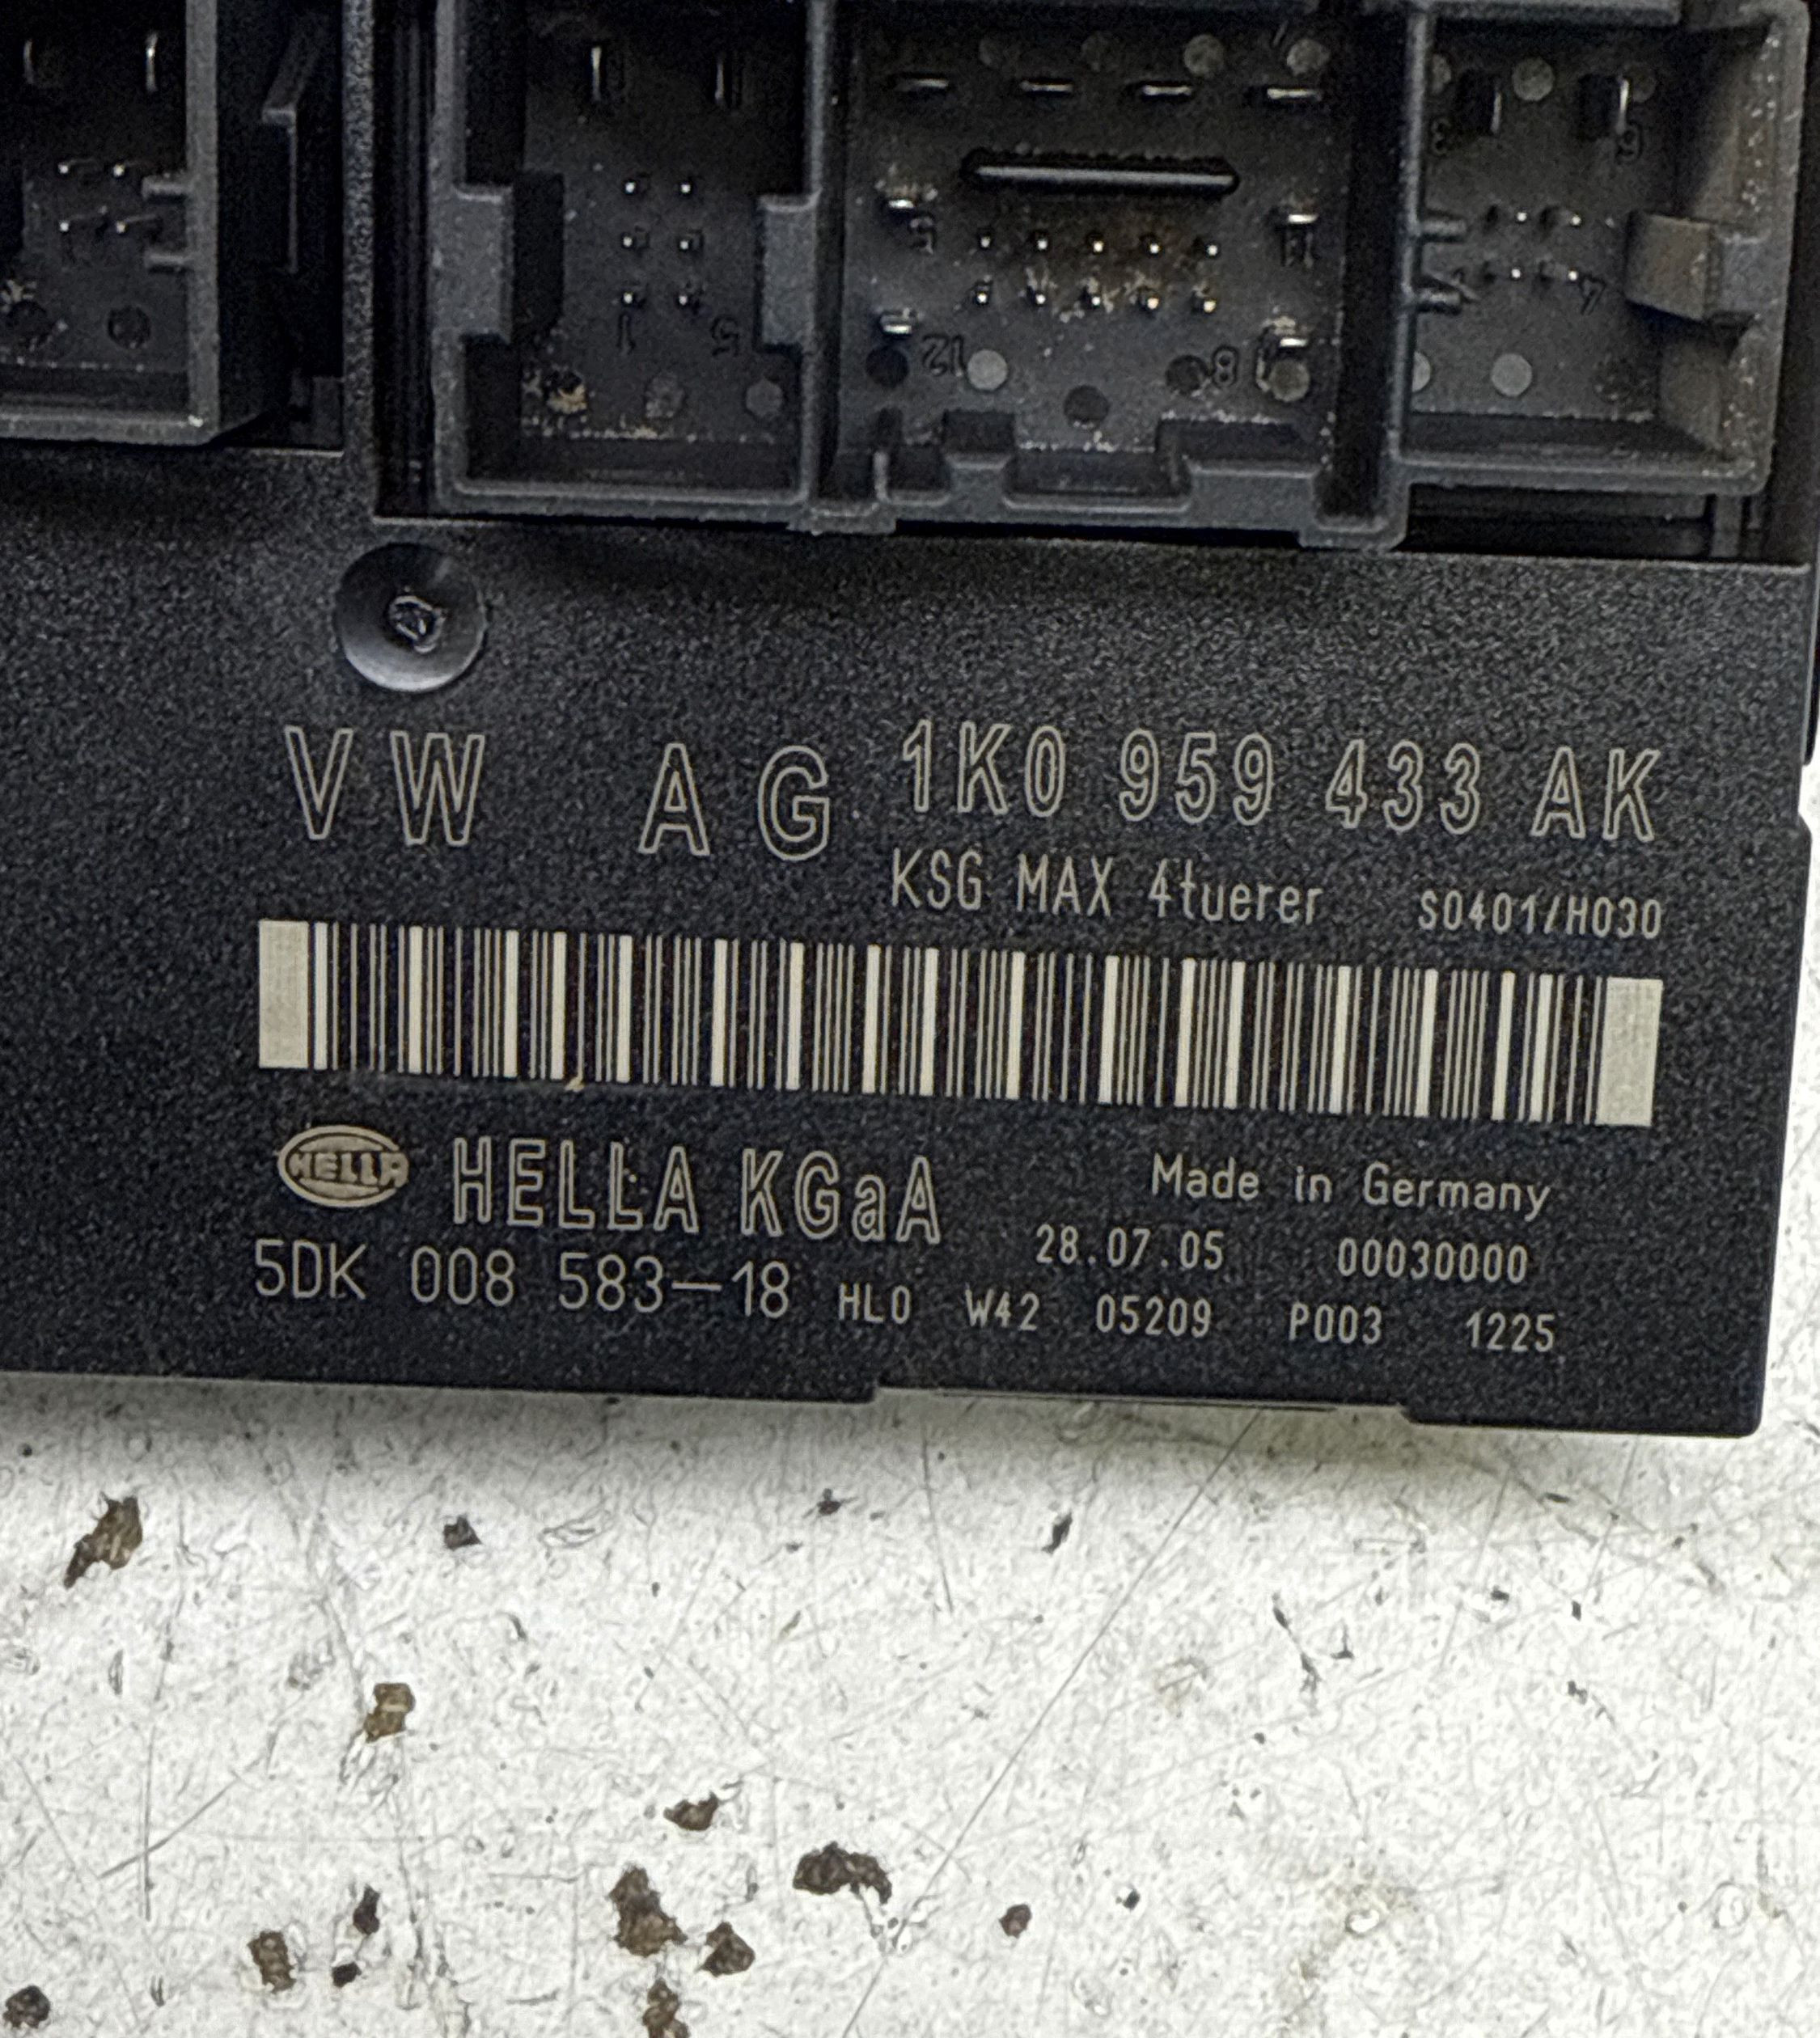 VW AG 1K0 959 433 AK
KSG MAX 4tuerer S0401/H030
HELLA HELLA KGaA Made in Germany
28.07.05 00030000
5DK 008 583-18 HL0 W42 05209 P003 1225